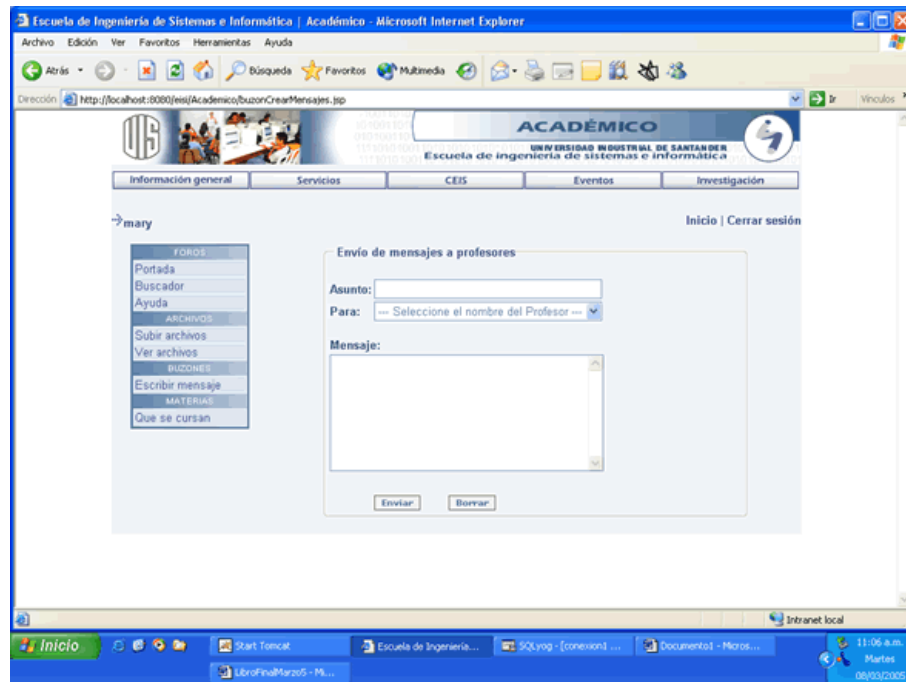 Escuela de Ingeniería de Sistemas e Informática | Académico - Microsoft Internet Explorer
Archivo Edición Ver Favoritos Herramientas Ayuda
Atrás Búsqueda Favoritos Multimedia
Dirección http://localhost:8080/eisi/Academico/buzonCrearMensajes.jsp Ir Vínculos
UIS
ACADÉMICO
UNIVERSIDAD INDUSTRIAL DE SANTANDER
Escuela de ingeniería de sistemas e informática
Información general Servicios CEIS Eventos Investigación
mary Inicio | Cerrar sesión
FOROS
Portada
Buscador
Ayuda
ARCHIVOS
Subir archivos
Ver archivos
BUZONES
Escribir mensaje
MATERIAS
Que se cursan
Envío de mensajes a profesores
Asunto:
Para: --- Seleccione el nombre del Profesor ---
Mensaje:
Enviar Borrar
Intranet local
Inicio Start Tomcat Escuela de Ingeniería... SQLyog - [conexion1 ... Documento1 - Micros... 11:06 a.m.
LibroFinalMarzo5 - Mi... Martes
08/03/2005